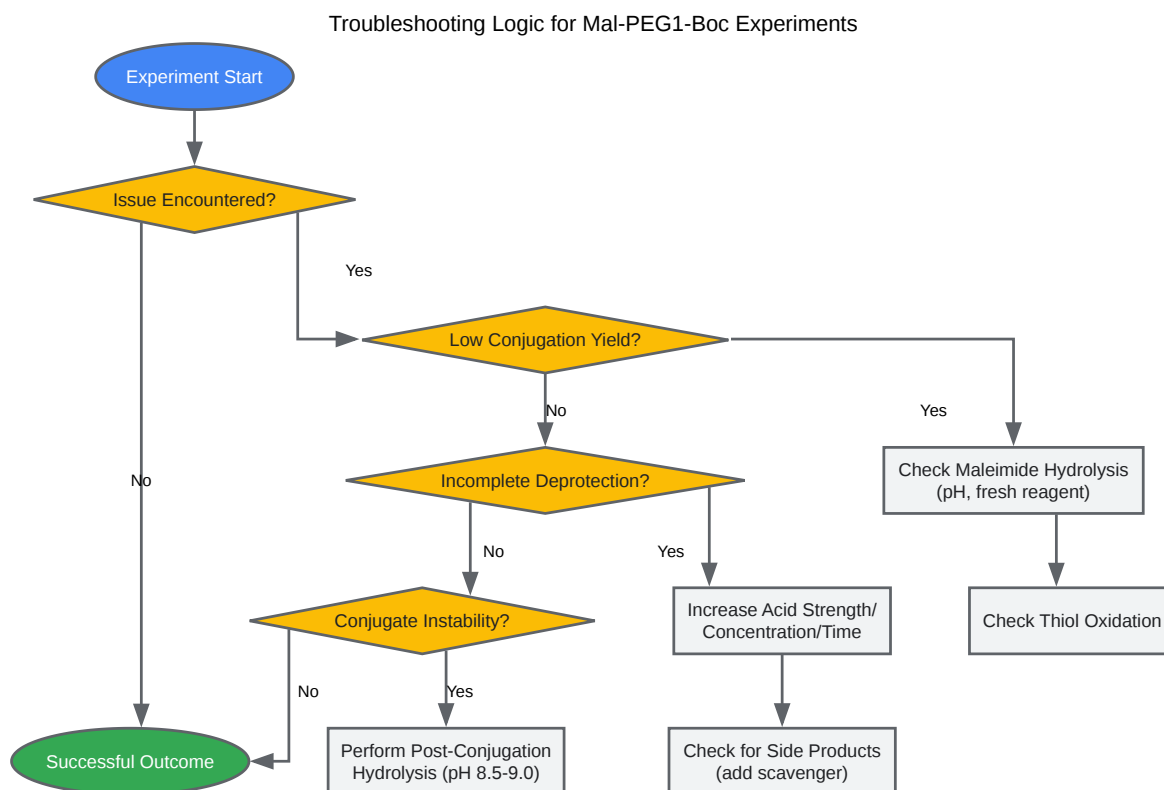 Troubleshooting Logic for Mal-PEG1-Boc Experiments
Experiment Start
Issue Encountered?
Yes
Low Conjugation Yield?
No
Yes
Check Maleimide Hydrolysis
(pH, fresh reagent)
Incomplete Deprotection?
No
No
Yes
Increase Acid Strength/
Concentration/Time
Check Thiol Oxidation
Conjugate Instability?
No
Yes
Successful Outcome
Perform Post-Conjugation
Hydrolysis (pH 8.5-9.0)
Check for Side Products
(add scavenger)